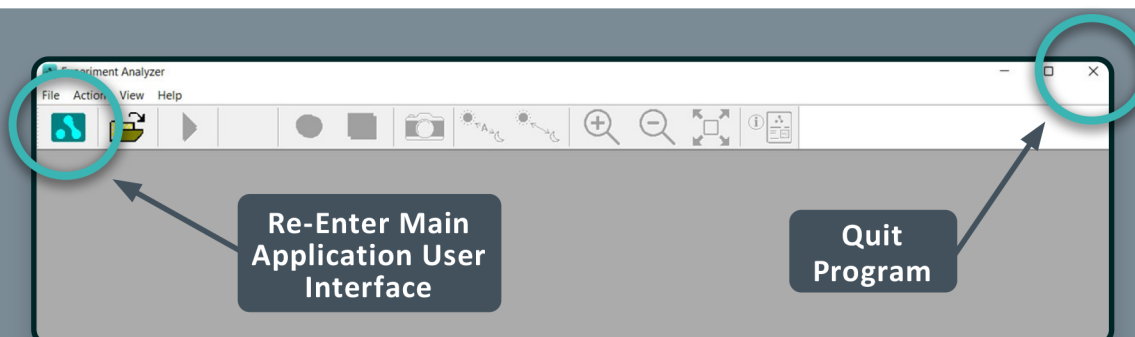 Experiment Analyzer
File Action View Help
A
Re-Enter Main
Application User
Interface
Quit
Program